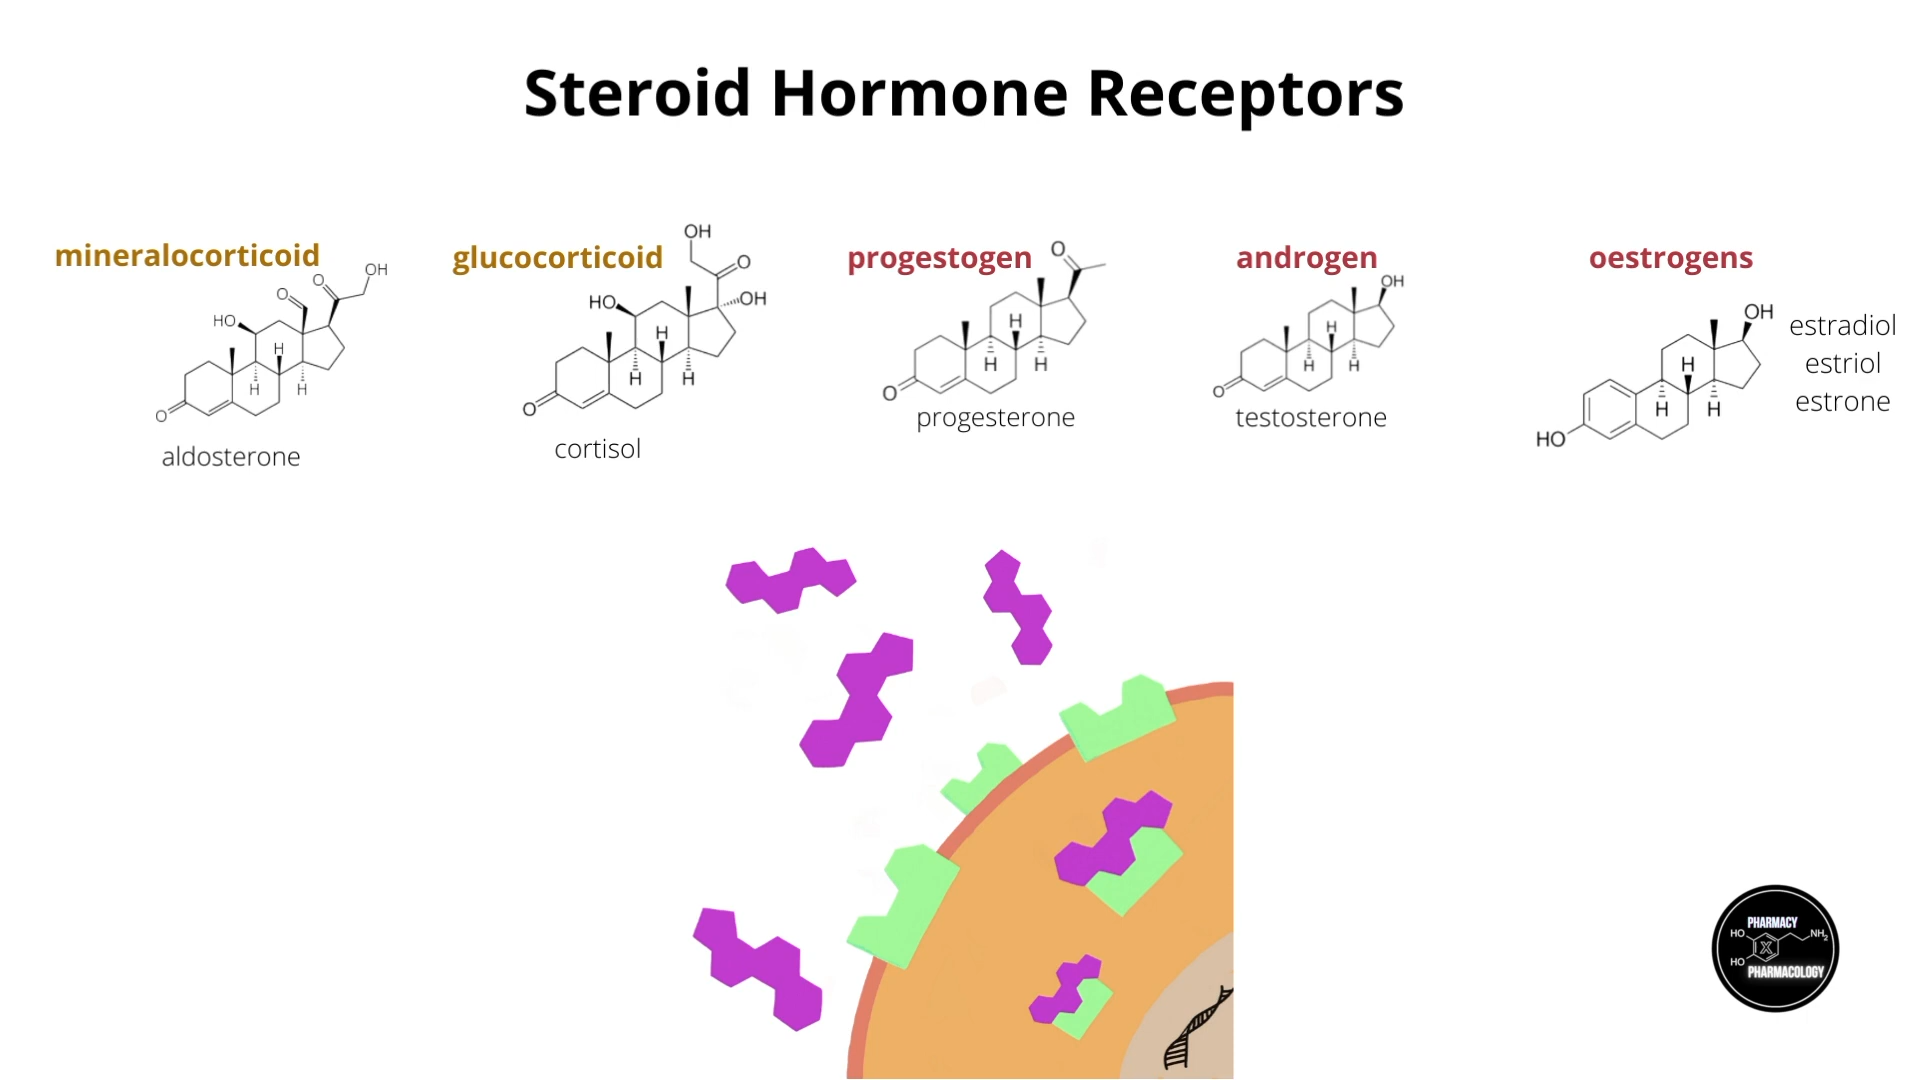 Steroid Hormone Receptors
mineralocorticoid
OH
O
O
HO
H
H
H
O
aldosterone
glucocorticoid
OH
O
HO
OH
H
H
H
O
cortisol
progestogen
O
H
H
H
O
progesterone
androgen
OH
H
H
H
O
testosterone
oestrogens
OH
H
H
H
HO
estradiol
estriol
estrone
PHARMACY
HO
NH2
X
HO
PHARMACOLOGY